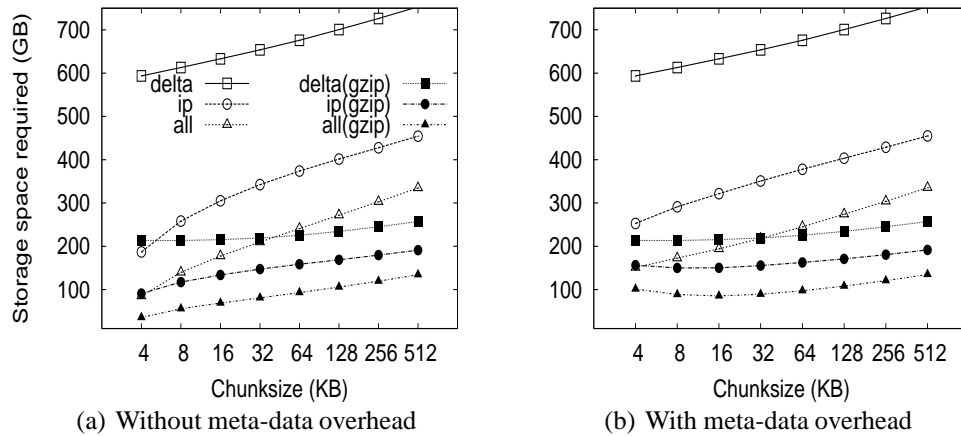 Storage space required (GB)
700
600
500
400
300
200
100
delta
ip
all
delta(gzip)
ip(gzip)
all(gzip)
4 8 16 32 64 128 256 512
Chunksize (KB)
(a) Without meta-data overhead
700
600
500
400
300
200
100
4 8 16 32 64 128 256 512
Chunksize (KB)
(b) With meta-data overhead